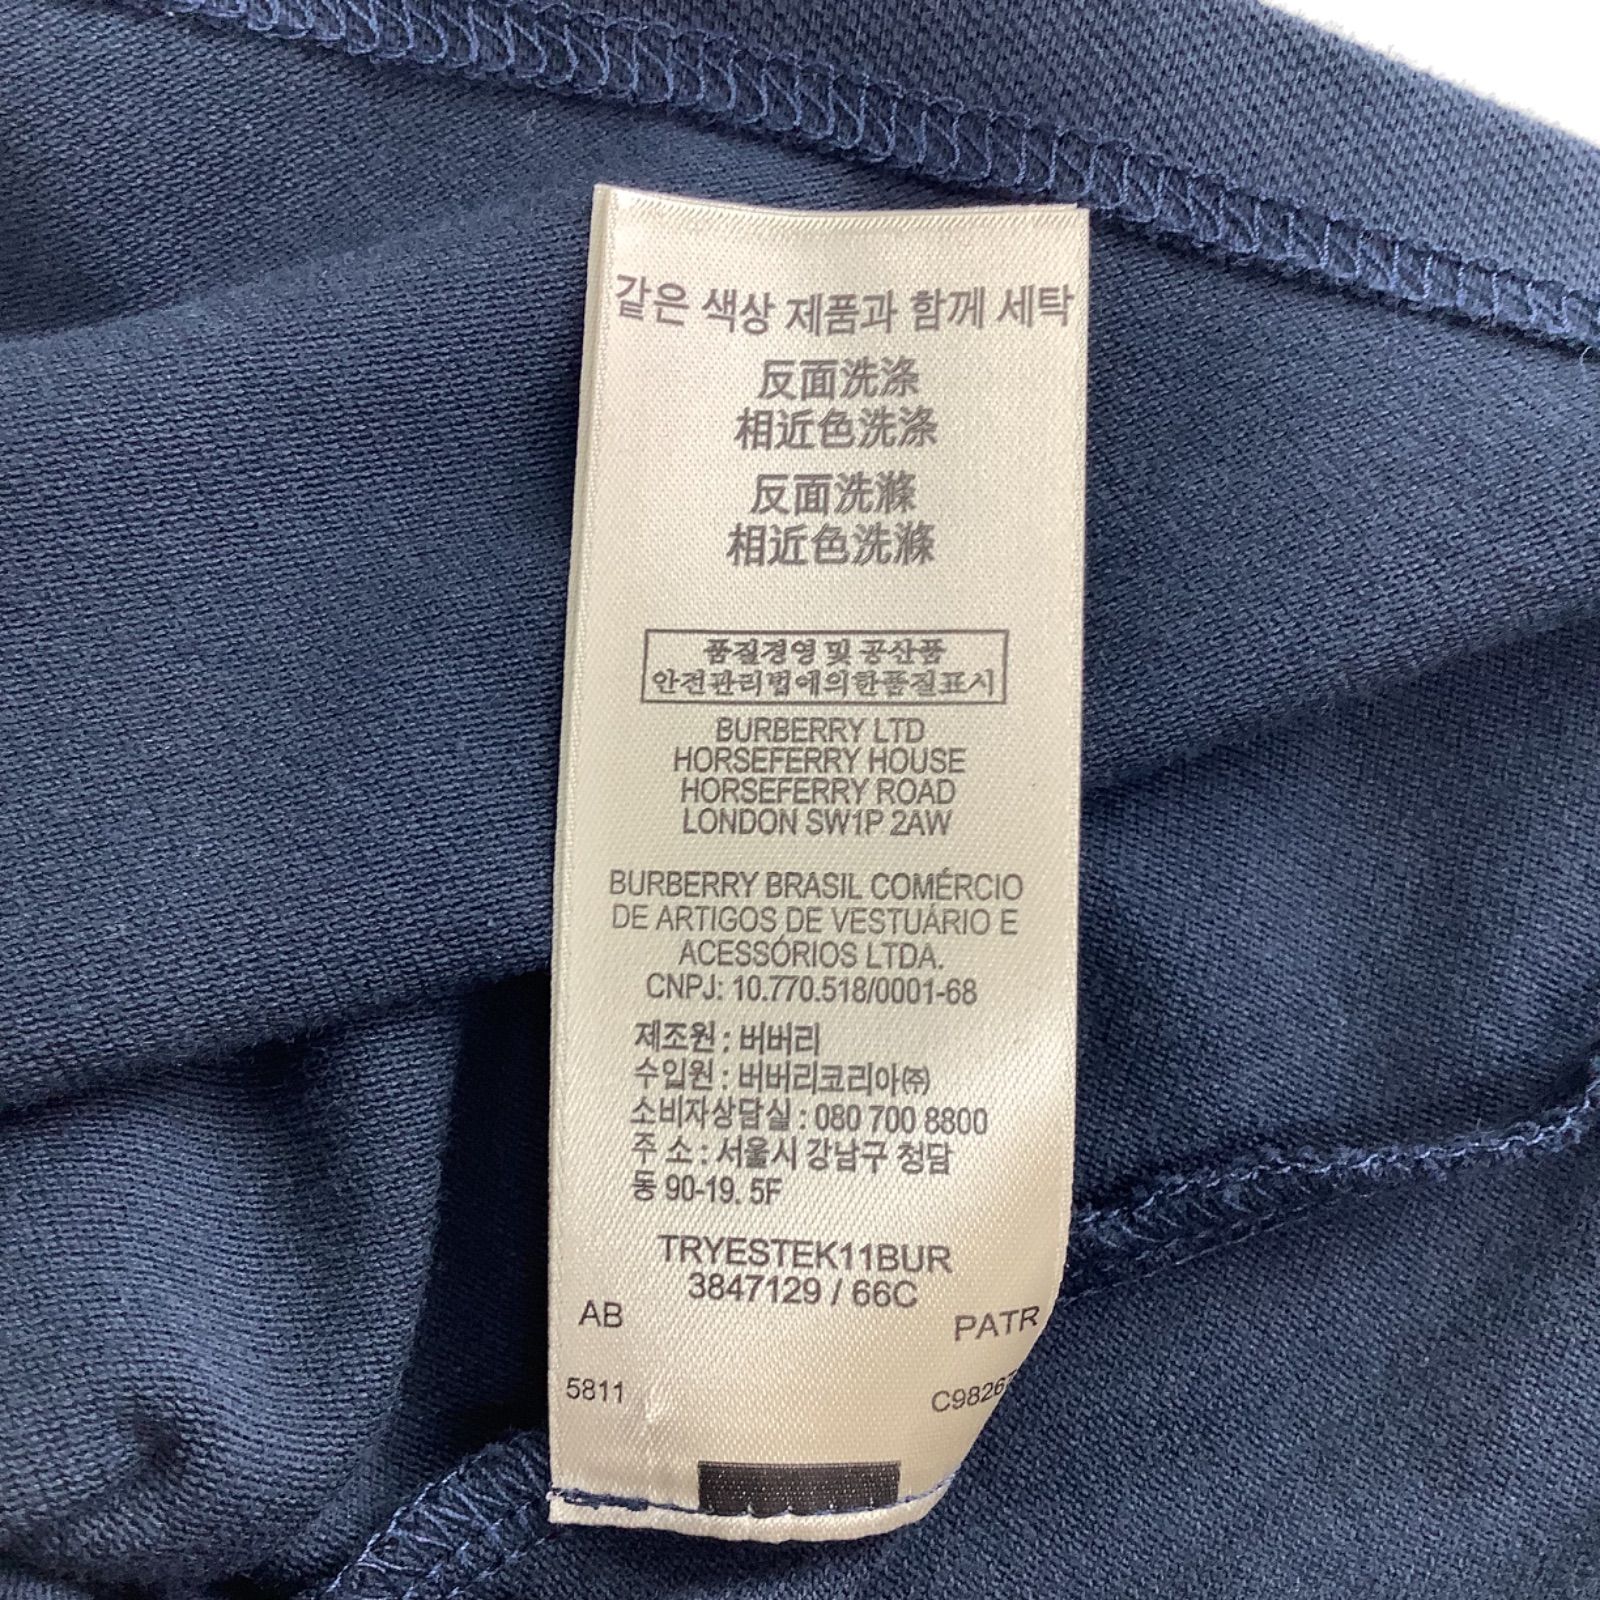 같은 색상 제품과 함께 세탁
反面洗涤
相近色洗涤
反面洗滌
相近色洗滌
품질경영 및 공산품
안전관리법에의한품질표시
BURBERRY LTD
HORSEFERRY HOUSE
HORSEFERRY ROAD
LONDON SW1P 2AW
BURBERRY BRASIL COMÉRCIO
DE ARTIGOS DE VESTUÁRIO E
ACESSÓRIOS LTDA.
CNPJ: 10.770.518/0001-68
제조원 : 버버리
수입원 : 버버리코리아㈜
소비자상담실 : 080 700 8800
주 소 : 서울시 강남구 청담
동 90-19. 5F
TRYESTEK11BUR
3847129 / 66C
AB PATR
5811